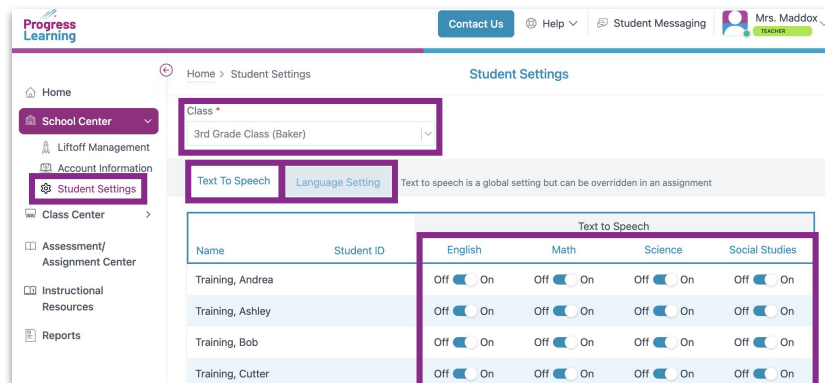 Progress
Learning
Contact Us
Help
Student Messaging
Mrs. Maddox
TEACHER
Home > Student Settings
Student Settings
Home
School Center
Liftoff Management
Account Information
Student Settings
Class Center
Assessment/
Assignment Center
Instructional
Resources
Reports
Class *
3rd Grade Class (Baker)
Text To Speech
Language Setting
Text to speech is a global setting but can be overridden in an assignment
Text to Speech
Name Student ID English Math Science Social Studies
Training, Andrea Off On Off On Off On Off On
Training, Ashley Off On Off On Off On Off On
Training, Bob Off On Off On Off On Off On
Training, Cutter Off On Off On Off On Off On